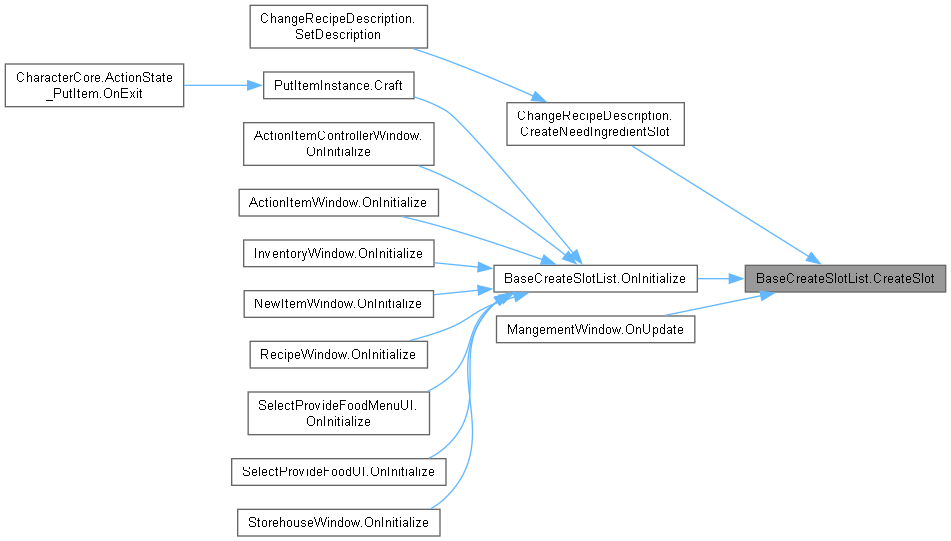 ChangeRecipeDescription.
SetDescription
CharacterCore.ActionState
_PutItem.OnExit
PutItemInstance.Craft
ChangeRecipeDescription.
CreateNeedIngredientSlot
ActionItemControllerWindow.
OnInitialize
ActionItemWindow.OnInitialize
InventoryWindow.OnInitialize
BaseCreateSlotList.OnInitialize
BaseCreateSlotList.CreateSlot
NewItemWindow.OnInitialize
MangementWindow.OnUpdate
RecipeWindow.OnInitialize
SelectProvideFoodMenuUI.
OnInitialize
SelectProvideFoodUI.OnInitialize
StorehouseWindow.OnInitialize